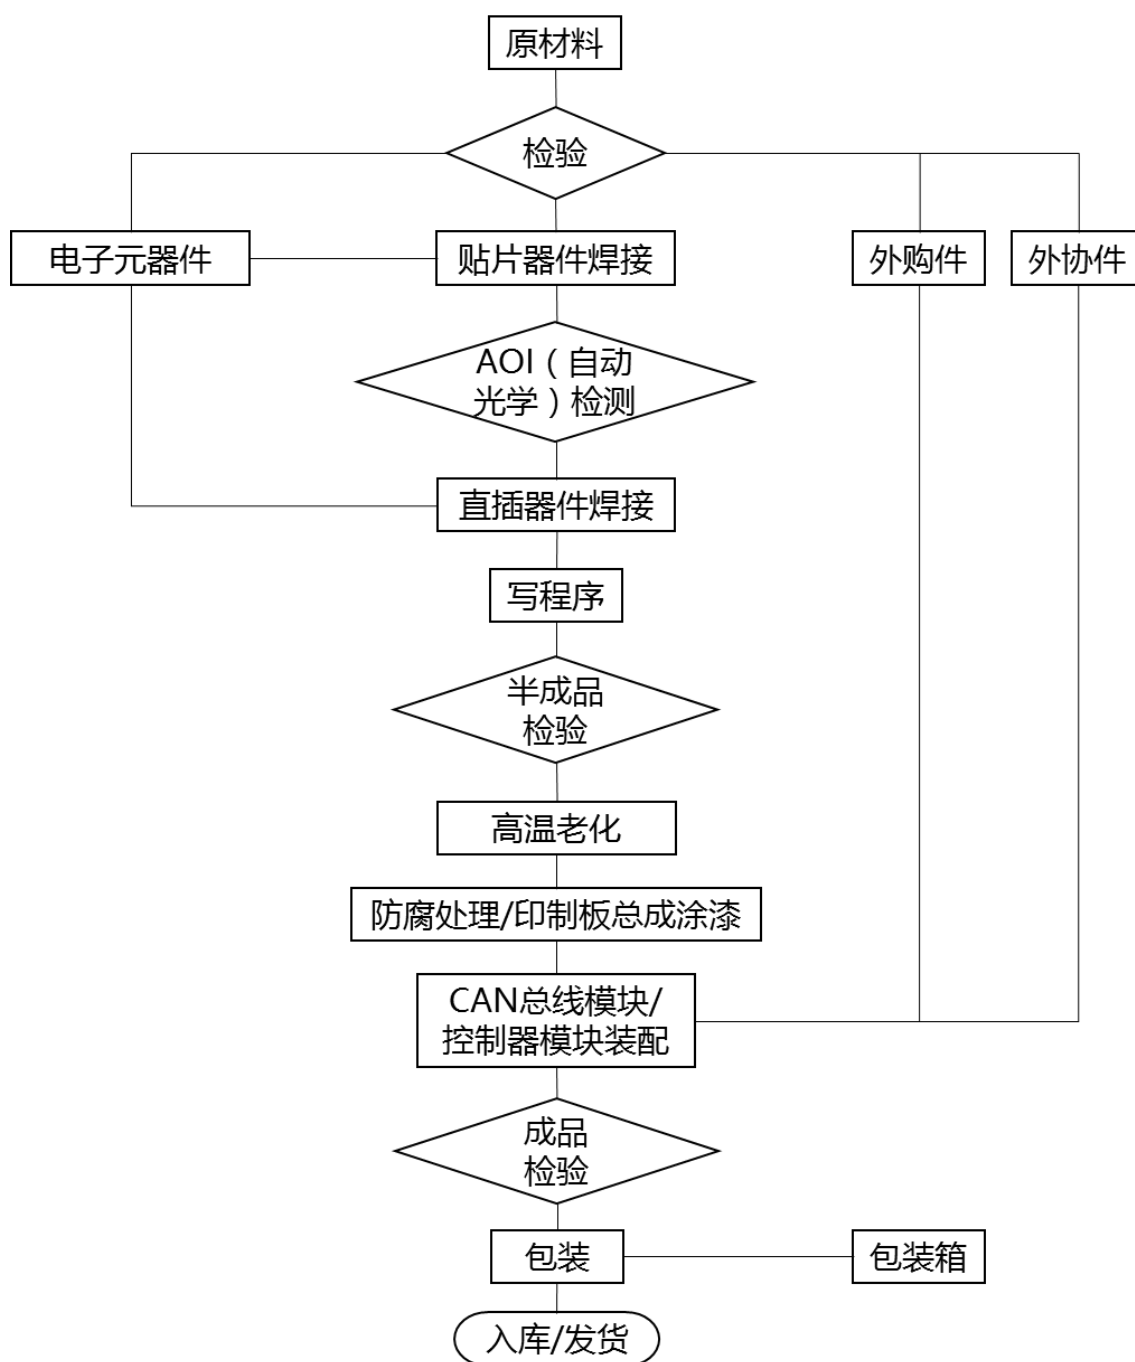 原材料
检验
电子元器件
贴片器件焊接
外购件
外协件
AOI（自动
光学）检测
直插器件焊接
写程序
半成品
检验
高温老化
防腐处理/印制板总成涂漆
CAN总线模块/
控制器模块装配
成品
检验
包装
包装箱
入库/发货